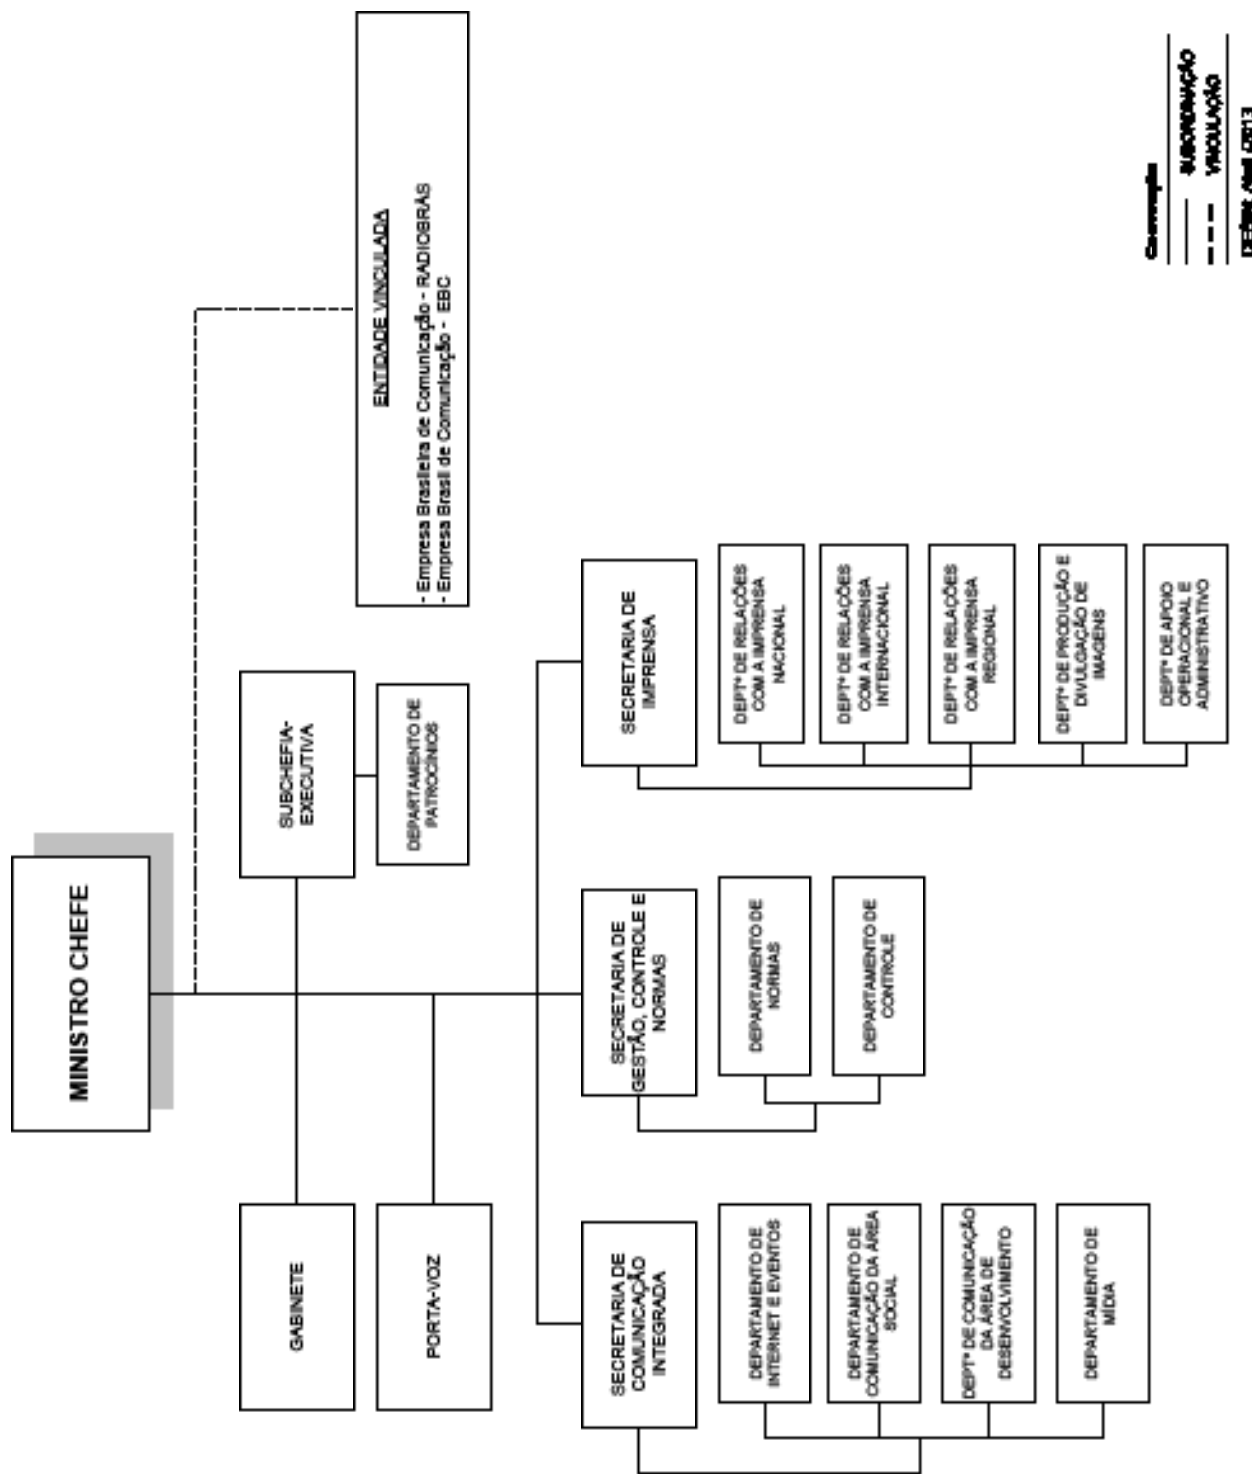 MINISTRO CHEFE
GABINETE
SUBCHEFIA-
EXECUTIVA
PORTA-VOZ
DEPARTAMENTO DE
PATROCÍNIOS
ENTIDADE VINCULADA
- Empresa Brasileira de Comunicação - RADIOBRÁS
- Empresa Brasil de Comunicação - EBC
SECRETARIA DE
COMUNICAÇÃO
INTEGRADA
DEPARTAMENTO DE
INTERNET E EVENTOS
DEPARTAMENTO DE
COMUNICAÇÃO DA ÁREA
SOCIAL
DEPTº DE COMUNICAÇÃO
DA ÁREA DE
DESENVOLVIMENTO
DEPARTAMENTO DE
MÍDIA
SECRETARIA DE
GESTÃO, CONTROLE E
NORMAS
DEPARTAMENTO DE
NORMAS
DEPARTAMENTO DE
CONTROLE
SECRETARIA DE
IMPRENSA
DEPTº DE RELAÇÕES
COM A IMPRENSA
NACIONAL
DEPTº DE RELAÇÕES
COM A IMPRENSA
INTERNACIONAL
DEPTº DE RELAÇÕES
COM A IMPRENSA
REGIONAL
DEPTº DE PRODUÇÃO E
DIVULGAÇÃO DE
IMAGENS
DEPTº DE APOIO
OPERACIONAL E
ADMINISTRATIVO
Convenção
SUBORDINAÇÃO
VINCULAÇÃO